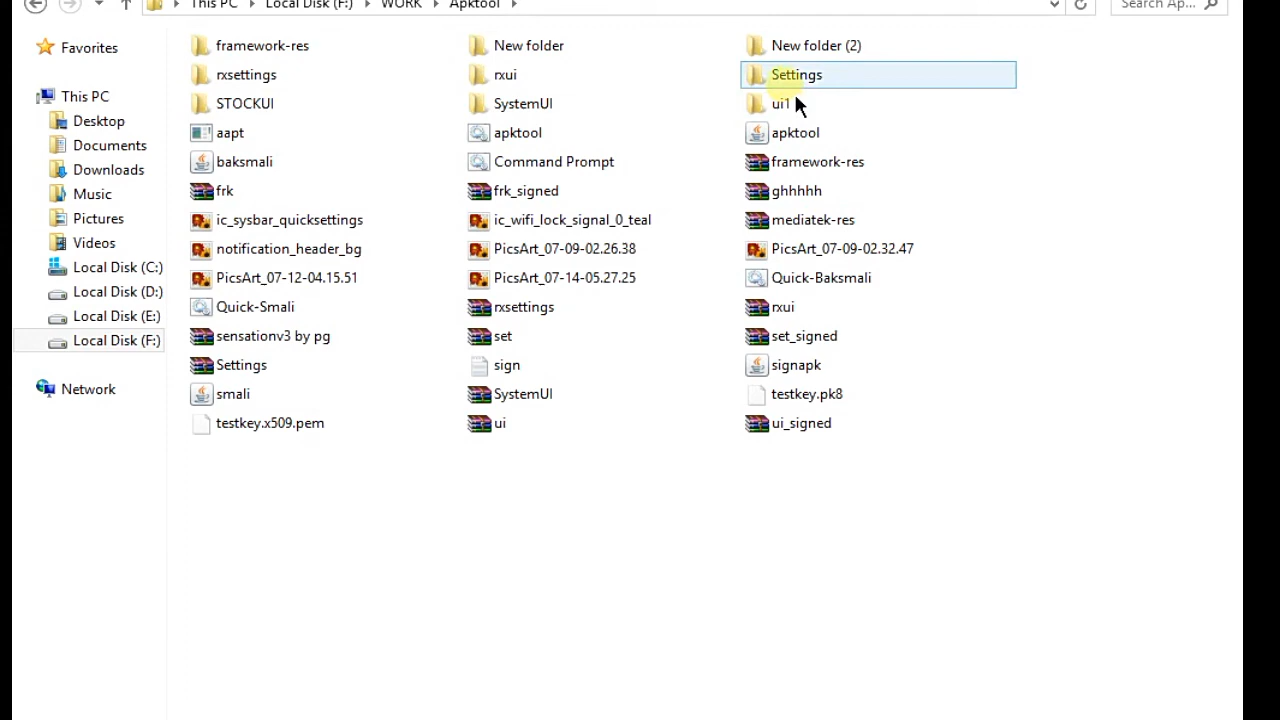 This PC Local Disk (F:) WORK Apktool Search Ap...
Favorites
This PC
Desktop
Documents
Downloads
Music
Pictures
Videos
Local Disk (C:)
Local Disk (D:)
Local Disk (E:)
Local Disk (F:)
Network
framework-res New folder New folder (2)
rxsettings rxui Settings
STOCKUI SystemUI ui1
aapt apktool apktool
baksmali Command Prompt framework-res
frk frk_signed ghhhhh
ic_sysbar_quicksettings ic_wifi_lock_signal_0_teal mediatek-res
notification_header_bg PicsArt_07-09-02.26.38 PicsArt_07-09-02.32.47
PicsArt_07-12-04.15.51 PicsArt_07-14-05.27.25 Quick-Baksmali
Quick-Smali rxsettings rxui
sensationv3 by pg set set_signed
Settings sign signapk
smali SystemUI testkey.pk8
testkey.x509.pem ui ui_signed